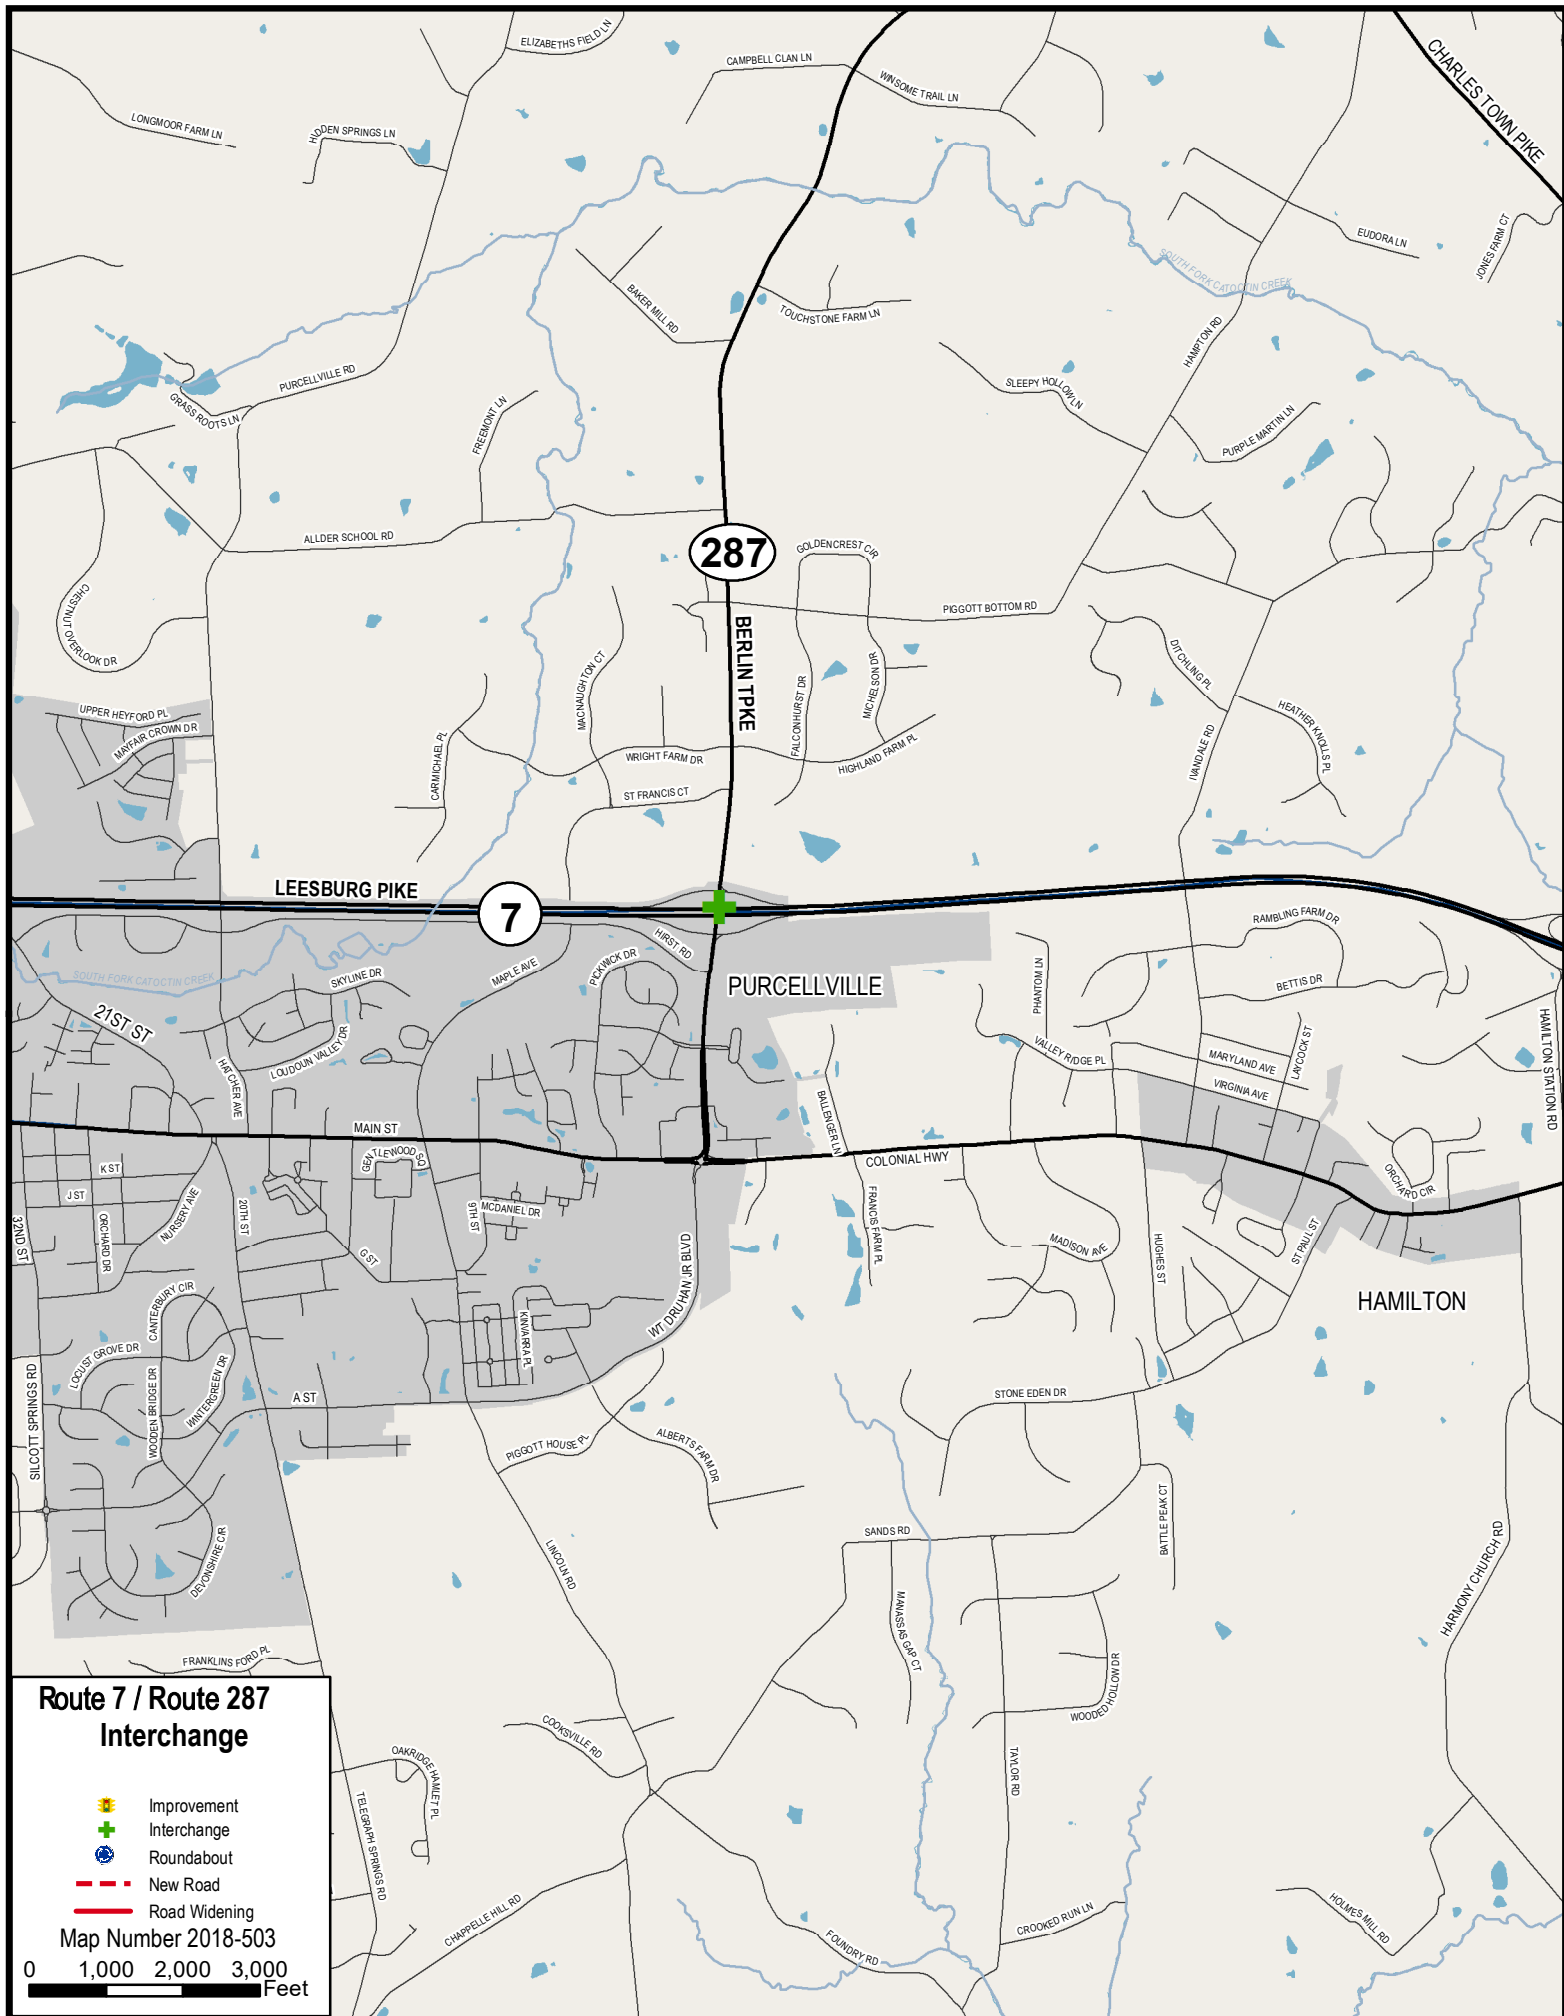 ELIZABETHS FIELD LN
CAMPBELL CLAN LN
WINSOME TRAIL LN
CHARLES TOWN PIKE
LONGMOOR FARM LN
HIDDEN SPRINGS LN
EUDORA LN
JONES FARM CT
SOUTH FORK CATOCTIN CREEK
BAKER MILL RD
TOUCHSTONE FARM LN
HAMPTON RD
PURCELLVILLE RD
GRASS ROOTS LN
FREEMONT LN
SLEEPY HOLLOW LN
PURPLE MARTIN LN
ALLDER SCHOOL RD
287
GOLDENCREST CIR
CHESTNUT OVERLOOK DR
PIGGOTT BOTTOM RD
BERLIN TPKE
MACNAUGHTON CT
FALCONHURST DR
MICHELSON DR
DITCHLING PL
UPPER HEYFORD PL
MAYFAIR CROWN DR
CARMICHAEL PL
WRIGHT FARM DR
HIGHLAND FARM PL
IVANDALE RD
HEATHER KNOLLS PL
ST FRANCIS CT
LEESBURG PIKE
7
RAMBLING FARM DR
HIRST RD
PICKWICK DR
MAPLE AVE
SKYLINE DR
SOUTH FORK CATOCTIN CREEK
PURCELLVILLE
PHANTOM LN
BETTIS DR
21ST ST
HATCHER AVE
LOUDOUN VALLEY DR
VALLEY RIDGE PL
MARYLAND AVE
LAYCOCK ST
VIRGINIA AVE
HAMILTON STATION RD
BALLENGER LN
MAIN ST
GENTLEWOOD SQ
COLONIAL HWY
K ST
J ST
ORCHARD DR
NURSERY AVE
20TH ST
32ND ST
9TH ST
MCDANIEL DR
G ST
FRANCIS FARM PL
MADISON AVE
HUGHES ST
ST PAUL ST
ORCHARD CIR
WT DRUHAN JR BLVD
HAMILTON
CANTERBURY CIR
LOCUST GROVE DR
WOODEN BRIDGE DR
WINTERGREEN DR
KINVARRA PL
SILCOTT SPRINGS RD
A ST
STONE EDEN DR
PIGGOTT HOUSE PL
ALBERTS FARM DR
BATTLE PEAK CT
SANDS RD
LINCOLN RD
DEVONSHIRE CIR
MANASSAS GAP CT
HARMONY CHURCH RD
FRANKLINS FORD PL
WOODED HOLLOW DR
COOKSVILLE RD
OAKRIDGE HAMLET PL
TAYLOR RD
TELEGRAPH SPRINGS RD
CHAPPELLE HILL RD
FOUNDRY RD
CROOKED RUN LN
HOLMES MILL RD
Route 7 / Route 287
Interchange
Improvement
Interchange
Roundabout
New Road
Road Widening
Map Number 2018-503
0 1,000 2,000 3,000
Feet